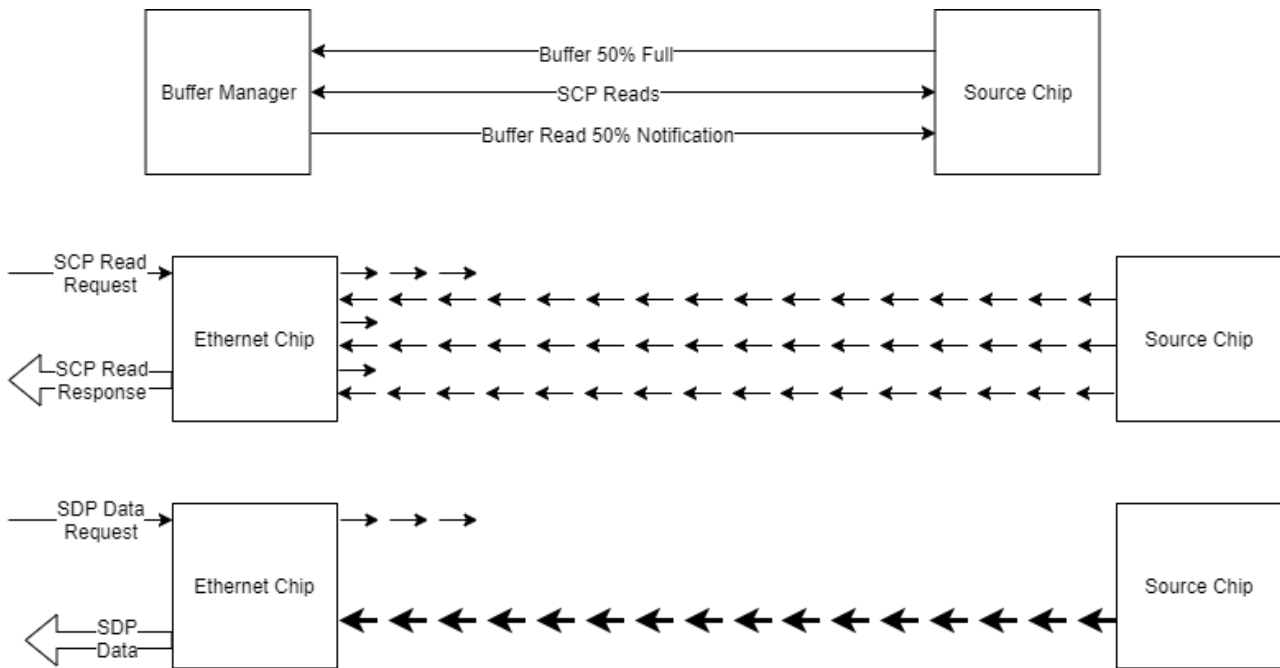 Buffer Manager
Buffer 50% Full
SCP Reads
Buffer Read 50% Notification
Source Chip
SCP Read
Request
Ethernet Chip
SCP Read
Response
Source Chip
SDP Data
Request
Ethernet Chip
SDP
Data
Source Chip